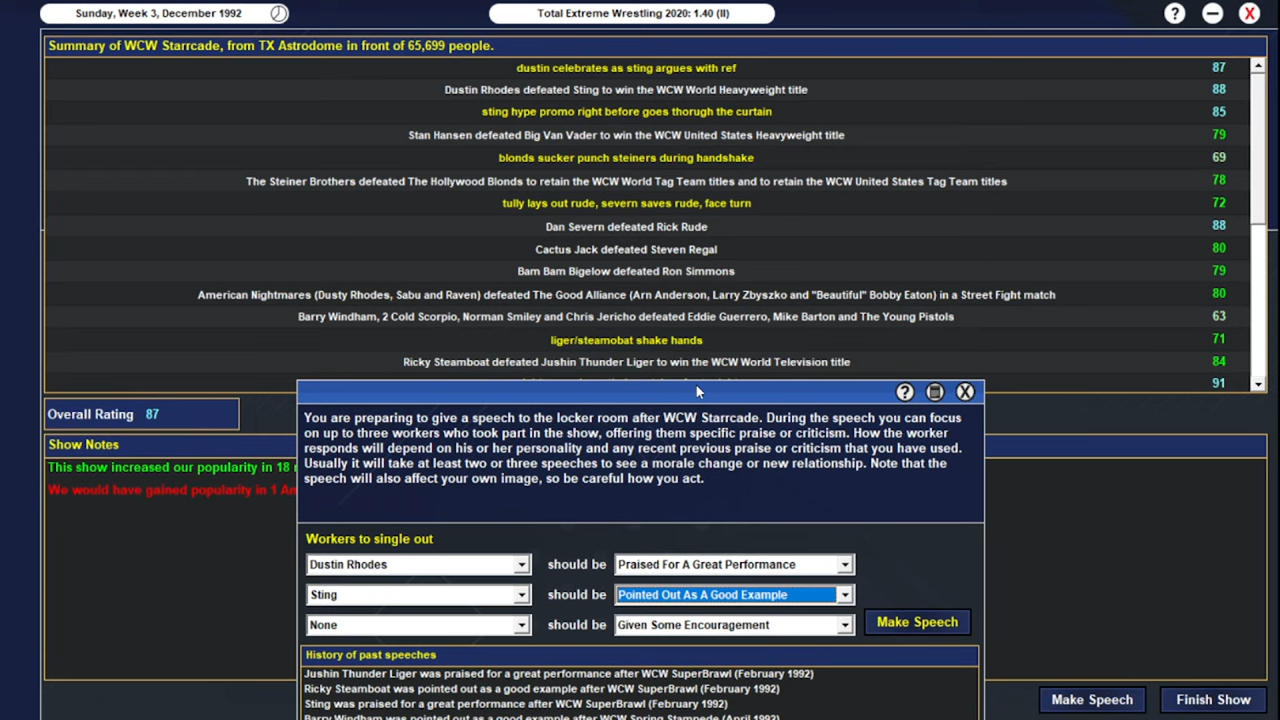 Sunday, Week 3, December 1992
Total Extreme Wrestling 2020: 1.40 (II)
? X
Summary of WCW Starrcade, from TX Astrodome in front of 65,699 people.
dustin celebrates as sting argues with ref 87
Dustin Rhodes defeated Sting to win the WCW World Heavyweight title 88
sting hype promo right before goes thorugh the curtain 85
Stan Hansen defeated Big Van Vader to win the WCW United States Heavyweight title 79
blonds sucker punch steiners during handshake 69
The Steiner Brothers defeated The Hollywood Blonds to retain the WCW World Tag Team titles and to retain the WCW United States Tag Team titles 78
tully lays out rude, severn saves rude, face turn 72
Dan Severn defeated Rick Rude 88
Cactus Jack defeated Steven Regal 80
Bam Bam Bigelow defeated Ron Simmons 79
American Nightmares (Dusty Rhodes, Sabu and Raven) defeated The Good Alliance (Arn Anderson, Larry Zbyszko and "Beautiful" Bobby Eaton) in a Street Fight match 80
Barry Windham, 2 Cold Scorpio, Norman Smiley and Chris Jericho defeated Eddie Guerrero, Mike Barton and The Young Pistols 63
liger/steamobat shake hands 71
Ricky Steamboat defeated Jushin Thunder Liger to win the WCW World Television title 84
91
Overall Rating 87
Show Notes
This show increased our popularity in 18
We would have gained popularity in 1 Am
? X
You are preparing to give a speech to the locker room after WCW Starrcade. During the speech you can focus
on up to three workers who took part in the show, offering them specific praise or criticism. How the worker
responds will depend on his or her personality and any recent previous praise or criticism that you have used.
Usually it will take at least two or three speeches to see a morale change or new relationship. Note that the
speech will also affect your own image, so be careful how you act.
Workers to single out
Dustin Rhodes should be Praised For A Great Performance
Sting should be Pointed Out As A Good Example
None should be Given Some Encouragement
Make Speech
History of past speeches
Jushin Thunder Liger was praised for a great performance after WCW SuperBrawl (February 1992)
Ricky Steamboat was pointed out as a good example after WCW SuperBrawl (February 1992)
Sting was praised for a great performance after WCW SuperBrawl (February 1992)
Barry Windham was pointed out as a good example after WCW Spring Stampede (April 1992)
Make Speech
Finish Show